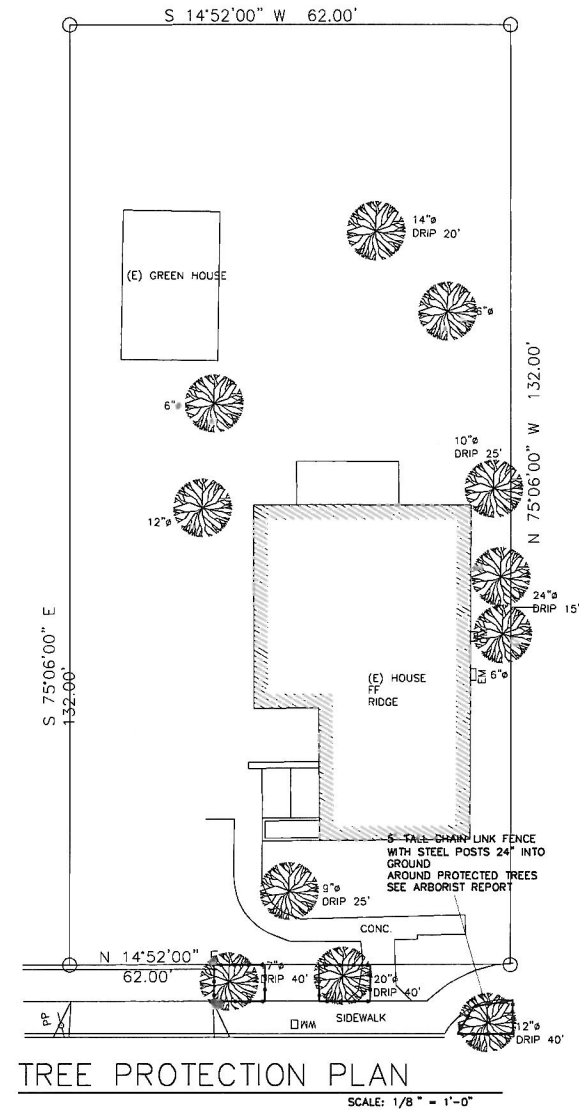 S 14°52'00" W 62.00'
14"ø
DRIP 20'
(E) GREEN HOUSE
6"ø
N 75°06'00" W 132.00'
6"
10"ø
DRIP 25'
12"ø
24"ø
DRIP 15'
S 75°06'00" E
132.00'
(E) HOUSE
FF
RIDGE
EM
6"ø
5' TALL CHAIN LINK FENCE
WITH STEEL POSTS 24" INTO
GROUND
AROUND PROTECTED TREES
SEE ARBORIST REPORT
9"ø
DRIP 25'
CONC.
N 14°52'00" E
62.00'
7"ø
DRIP 40'
20"ø
DRIP 40'
PP
WM
SIDEWALK
12"ø
DRIP 40'
TREE PROTECTION PLAN
SCALE: 1/8 " = 1'-0"